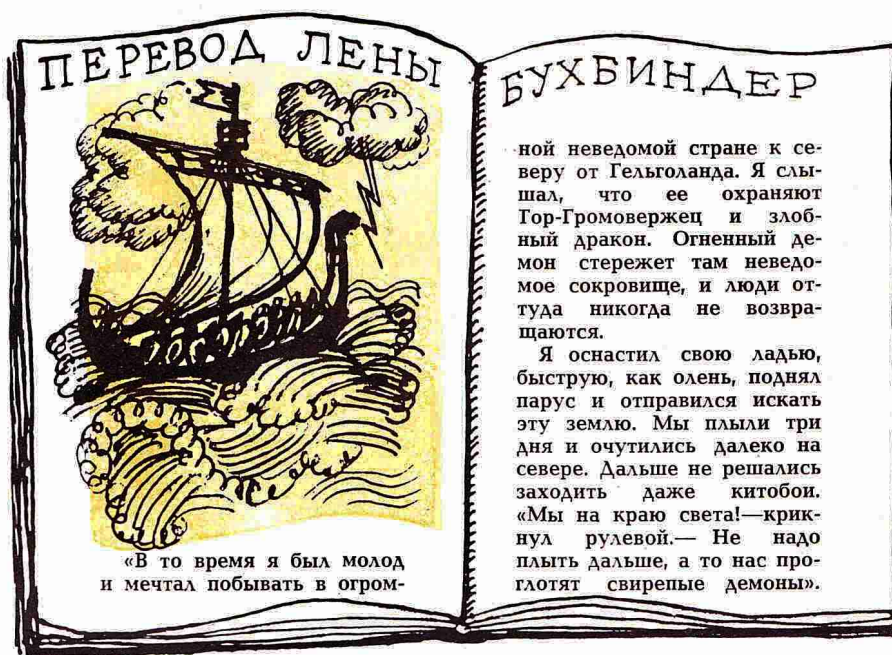 ПЕРЕВОД ЛЕНЫ
БУХБИНДЕР
«В то время я был молод
и мечтал побывать в огром-
ной неведомой стране к се-
веру от Гельголанда. Я слы-
шал, что ее охраняют
Тор-Громовержец и злоб-
ный дракон. Огненный де-
мон стережет там неведо-
мое сокровище, и люди от-
туда никогда не возвра-
щаются.
Я оснастил свою ладью,
быструю, как олень, поднял
парус и отправился искать
эту землю. Мы плыли три
дня и очутились далеко на
севере. Дальше не решались
заходить даже китобои.
«Мы на краю света!—крик-
нул рулевой.— Не надо
плыть дальше, а то нас про-
глотят свирепые демоны».